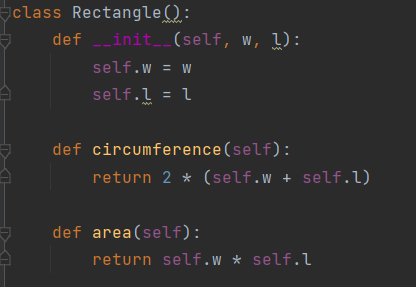 class Rectangle():
    def __init__(self, w, l):
        self.w = w
        self.l = l
    def circumference(self):
        return 2 * (self.w + self.l)
    def area(self):
        return self.w * self.l